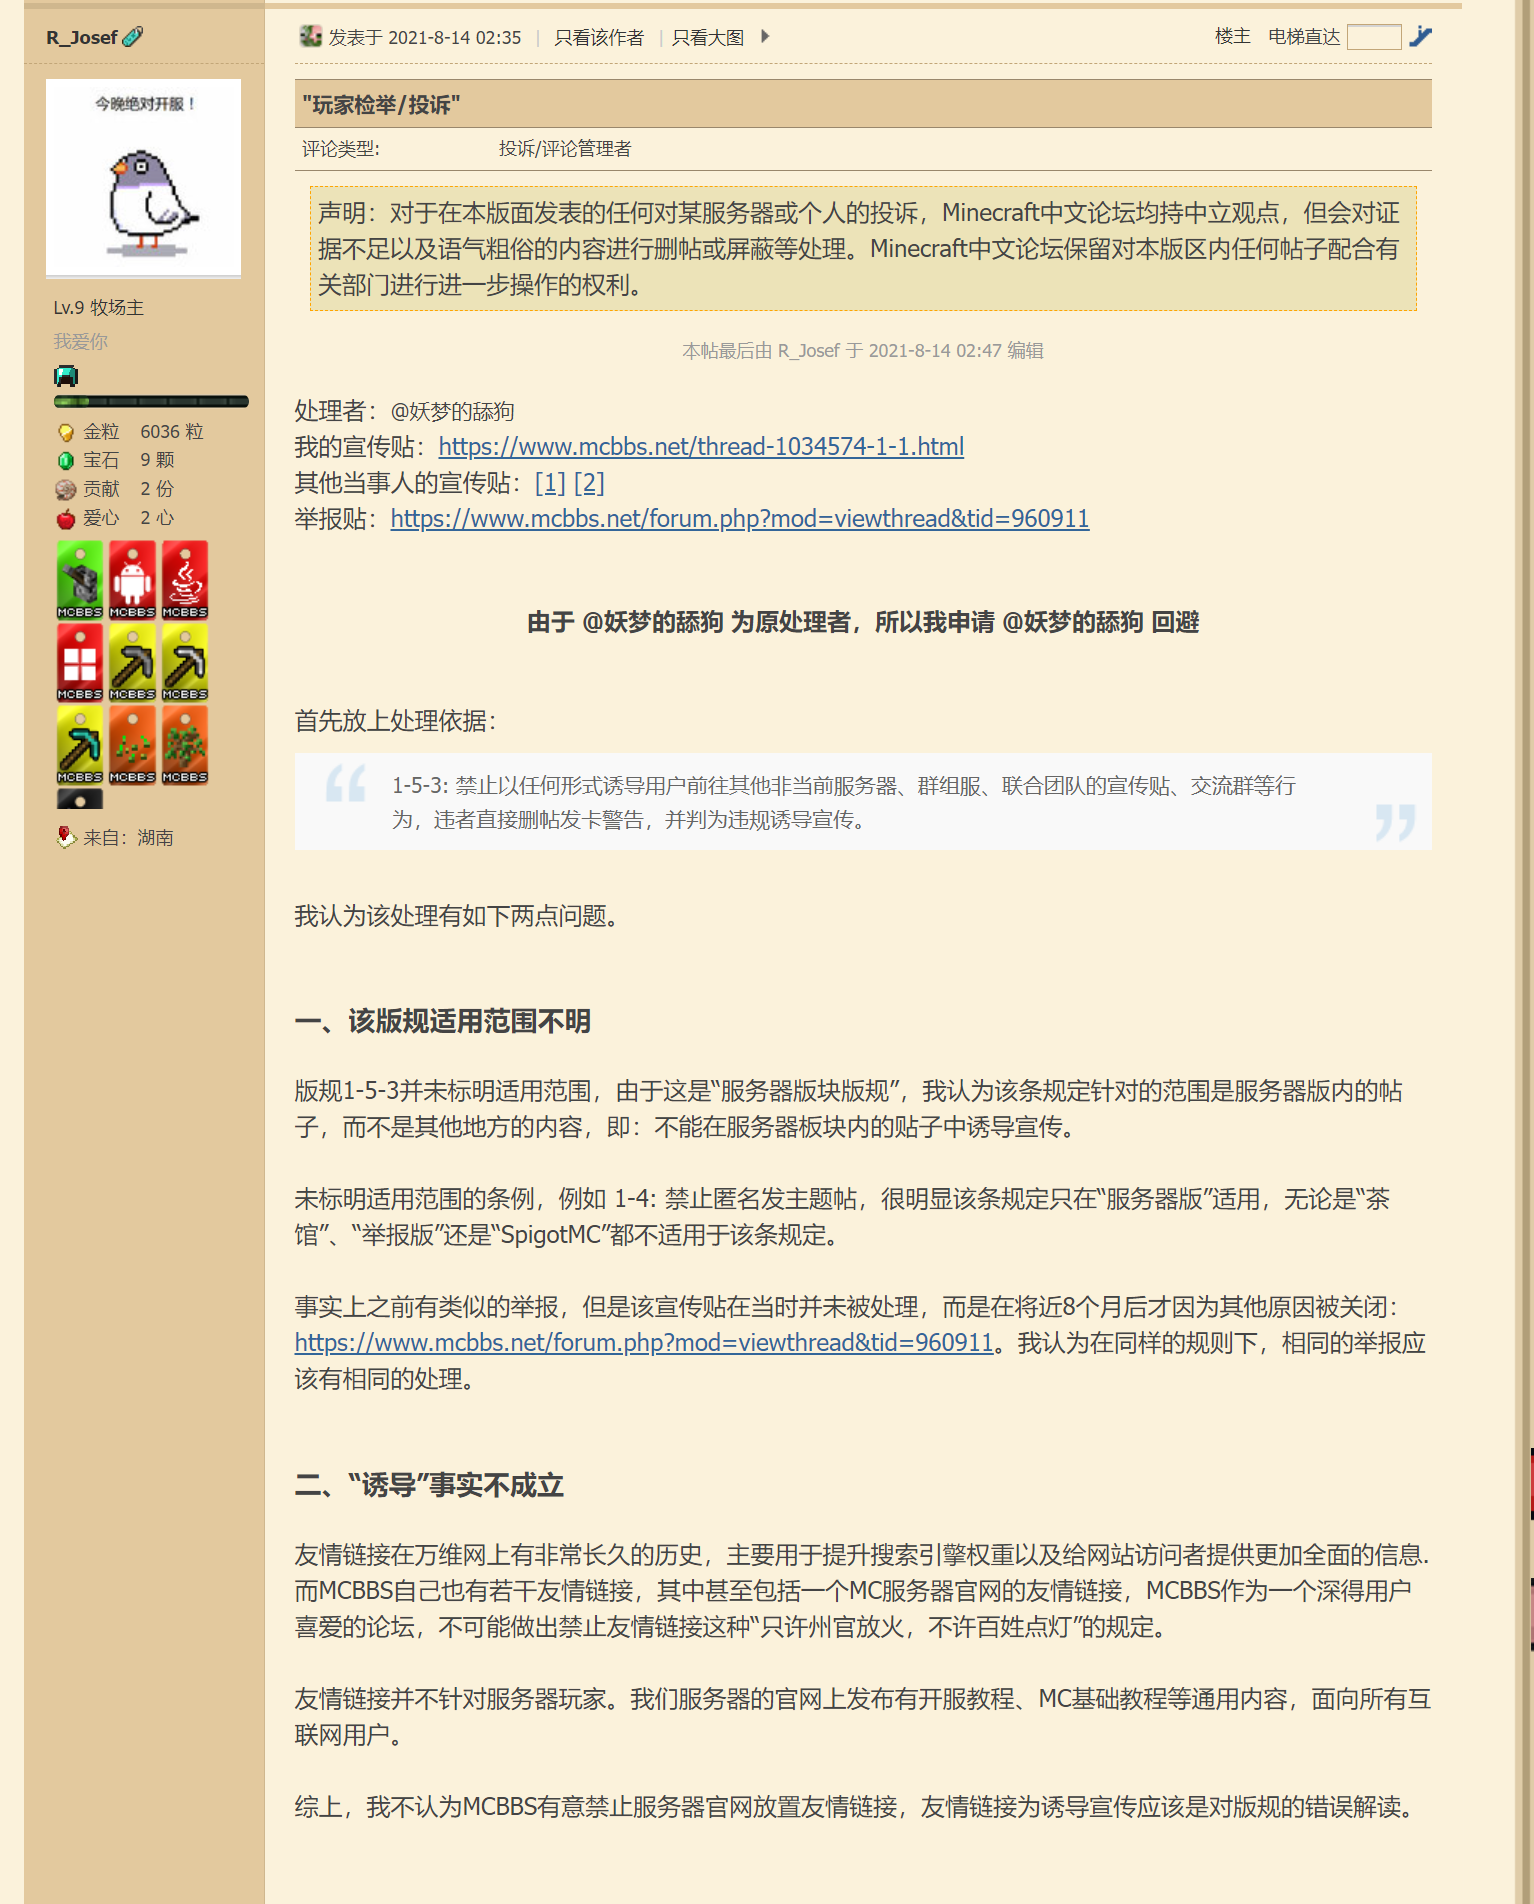 R_Josef
今晚绝对开服！
Lv.9 牧场主
我爱你
金粒 6036 粒
宝石 9 颗
贡献 2 份
爱心 2 心
MCBBS MCBBS MCBBS
MCBBS MCBBS MCBBS
MCBBS MCBBS MCBBS
来自：湖南
发表于 2021-8-14 02:35 | 只看该作者 | 只看大图
楼主 电梯直达
"玩家检举/投诉"
评论类型: 投诉/评论管理者
声明：对于在本版面发表的任何对某服务器或个人的投诉，Minecraft中文论坛均持中立观点，但会对证
据不足以及语气粗俗的内容进行删帖或屏蔽等处理。Minecraft中文论坛保留对本版区内任何帖子配合有
关部门进行进一步操作的权利。
本帖最后由 R_Josef 于 2021-8-14 02:47 编辑
处理者：@妖梦的舔狗
我的宣传贴：https://www.mcbbs.net/thread-1034574-1-1.html
其他当事人的宣传贴：[1] [2]
举报贴：https://www.mcbbs.net/forum.php?mod=viewthread&tid=960911
由于 @妖梦的舔狗 为原处理者，所以我申请 @妖梦的舔狗 回避
首先放上处理依据：
1-5-3: 禁止以任何形式诱导用户前往其他非当前服务器、群组服、联合团队的宣传贴、交流群等行
为，违者直接删帖发卡警告，并判为违规诱导宣传。
我认为该处理有如下两点问题。
一、该版规适用范围不明
版规1-5-3并未标明适用范围，由于这是“服务器版块版规”，我认为该条规定针对的范围是服务器版内的帖
子，而不是其他地方的内容，即：不能在服务器板块内的贴子中诱导宣传。
未标明适用范围的条例，例如 1-4: 禁止匿名发主题帖，很明显该条规定只在“服务器版”适用，无论是“茶
馆”、“举报版”还是“SpigotMC”都不适用于该条规定。
事实上之前有类似的举报，但是该宣传贴在当时并未被处理，而是在将近8个月后才因为其他原因被关闭：
https://www.mcbbs.net/forum.php?mod=viewthread&tid=960911。我认为在同样的规则下，相同的举报应
该有相同的处理。
二、“诱导”事实不成立
友情链接在万维网上有非常长久的历史，主要用于提升搜索引擎权重以及给网站访问者提供更加全面的信息.
而MCBBS自己也有若干友情链接，其中甚至包括一个MC服务器官网的友情链接，MCBBS作为一个深得用户
喜爱的论坛，不可能做出禁止友情链接这种“只许州官放火，不许百姓点灯”的规定。
友情链接并不针对服务器玩家。我们服务器的官网上发布有开服教程、MC基础教程等通用内容，面向所有互
联网用户。
综上，我不认为MCBBS有意禁止服务器官网放置友情链接，友情链接为诱导宣传应该是对版规的错误解读。